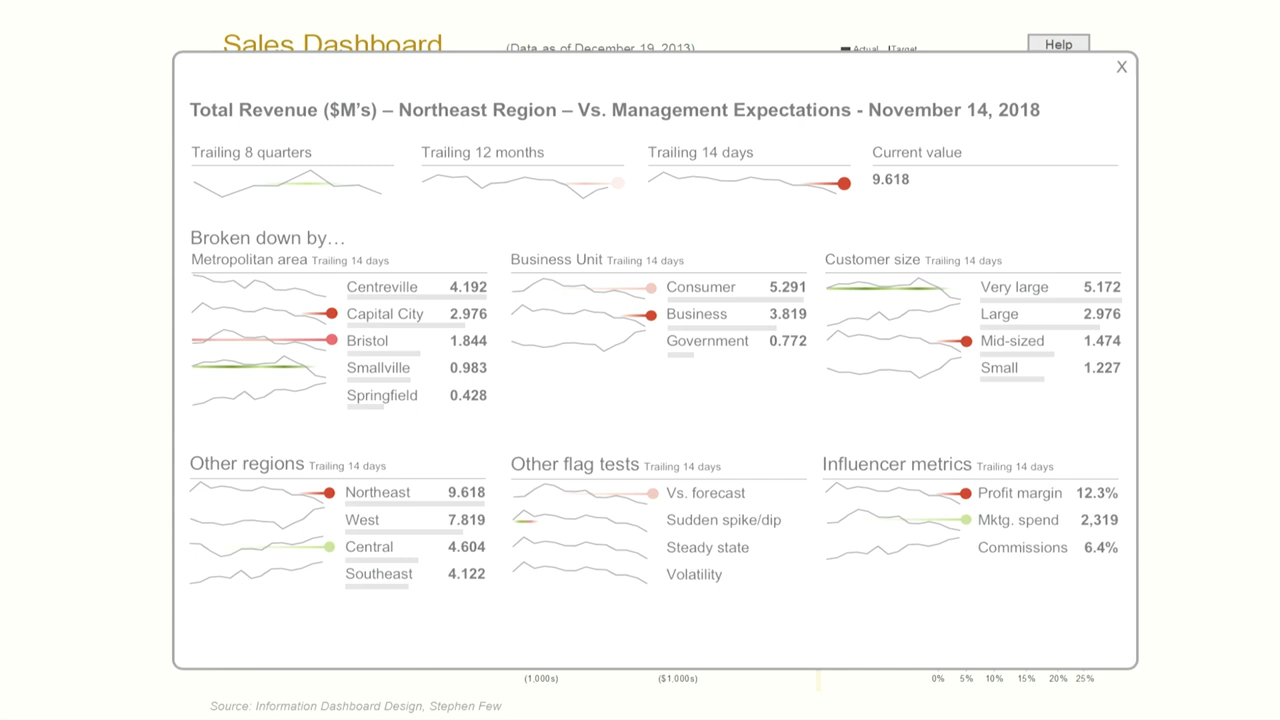 Sales Dashboard (Data as of December 19, 2013) Actual Target Help
X
Total Revenue ($M's) – Northeast Region – Vs. Management Expectations - November 14, 2018
Trailing 8 quarters Trailing 12 months Trailing 14 days Current value
9.618
Broken down by…
Metropolitan area Trailing 14 days
Centreville 4.192
Capital City 2.976
Bristol 1.844
Smallville 0.983
Springfield 0.428
Business Unit Trailing 14 days
Consumer 5.291
Business 3.819
Government 0.772
Customer size Trailing 14 days
Very large 5.172
Large 2.976
Mid-sized 1.474
Small 1.227
Other regions Trailing 14 days
Northeast 9.618
West 7.819
Central 4.604
Southeast 4.122
Other flag tests Trailing 14 days
Vs. forecast
Sudden spike/dip
Steady state
Volatility
Influencer metrics Trailing 14 days
Profit margin 12.3%
Mktg. spend 2,319
Commissions 6.4%
(1,000s) ($1,000s) 0% 5% 10% 15% 20% 25%
Source: Information Dashboard Design, Stephen Few